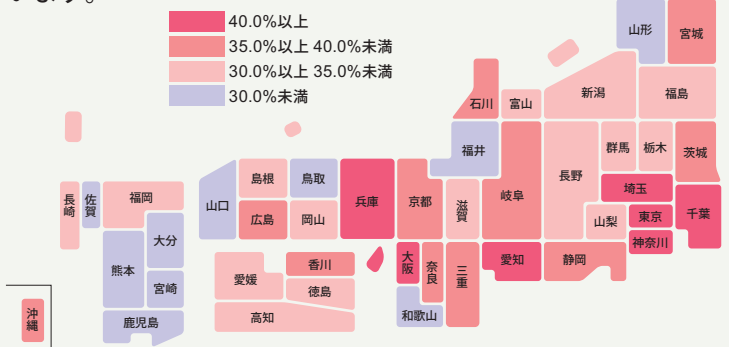 います。
40.0%以上
35.0%以上 40.0%未満
30.0%以上 35.0%未満
30.0%未満
山形
宮城
石川
富山
新潟
福島
福井
群馬
栃木
茨城
長野
埼玉
島根
鳥取
兵庫
京都
滋賀
岐阜
山梨
東京
千葉
神奈川
長崎
佐賀
福岡
山口
広島
岡山
大分
熊本
宮崎
鹿児島
愛媛
香川
徳島
高知
大阪
奈良
三重
愛知
静岡
和歌山
沖縄